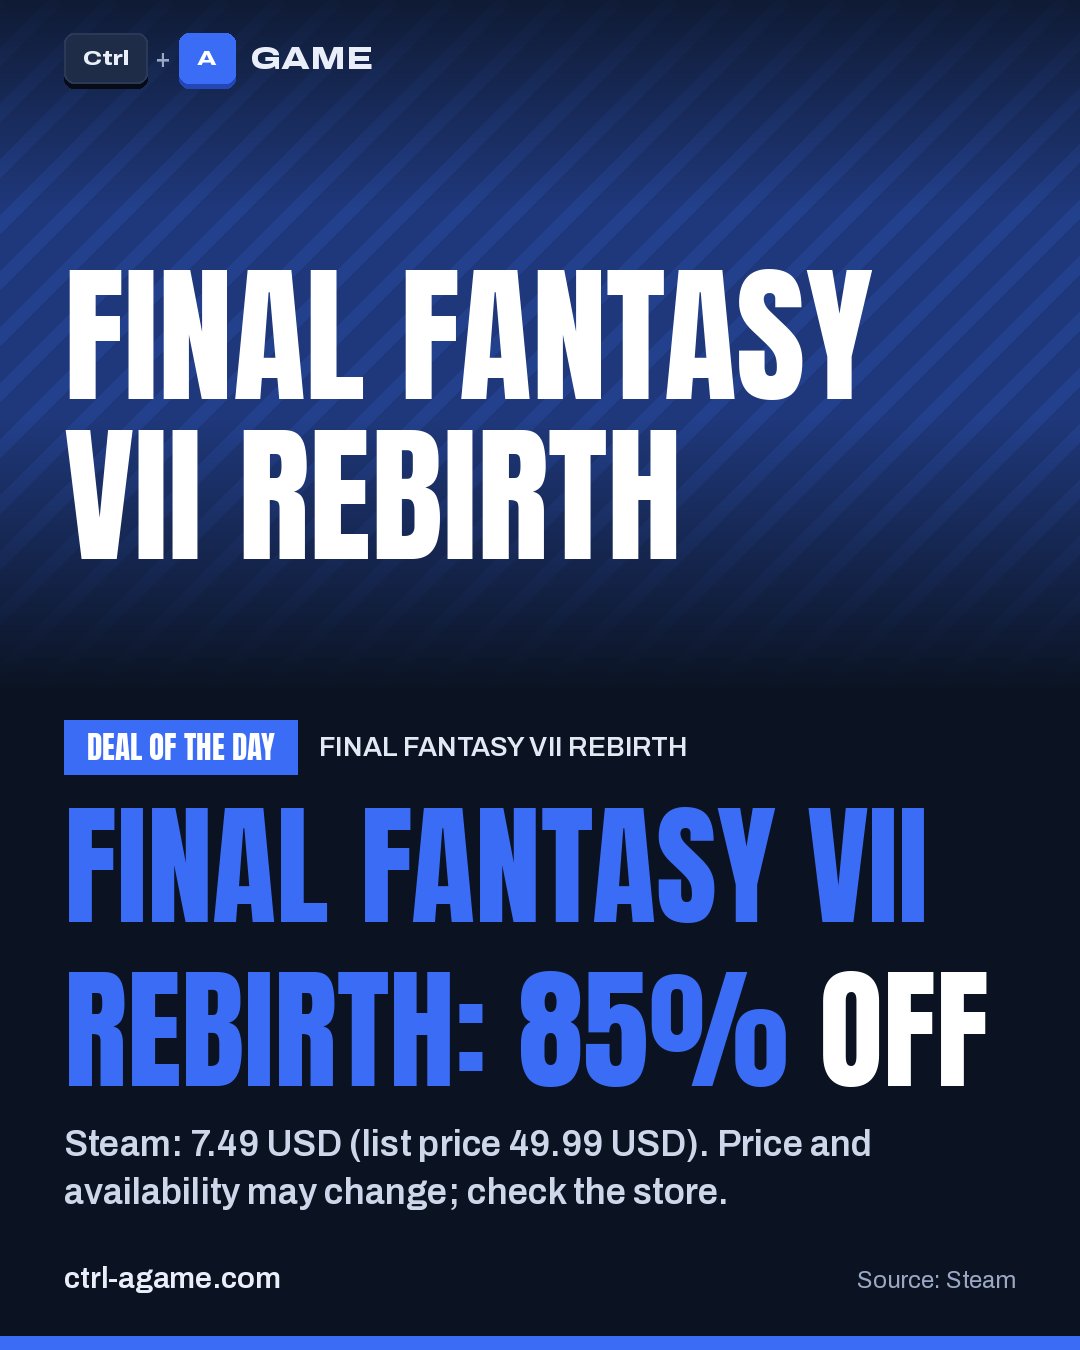 Ctrl + A GAME
FINAL FANTASY
VII REBIRTH
DEAL OF THE DAY FINAL FANTASY VII REBIRTH
FINAL FANTASY VII
REBIRTH: 85% OFF
Steam: 7.49 USD (list price 49.99 USD). Price and
availability may change; check the store.
ctrl-agame.com Source: Steam